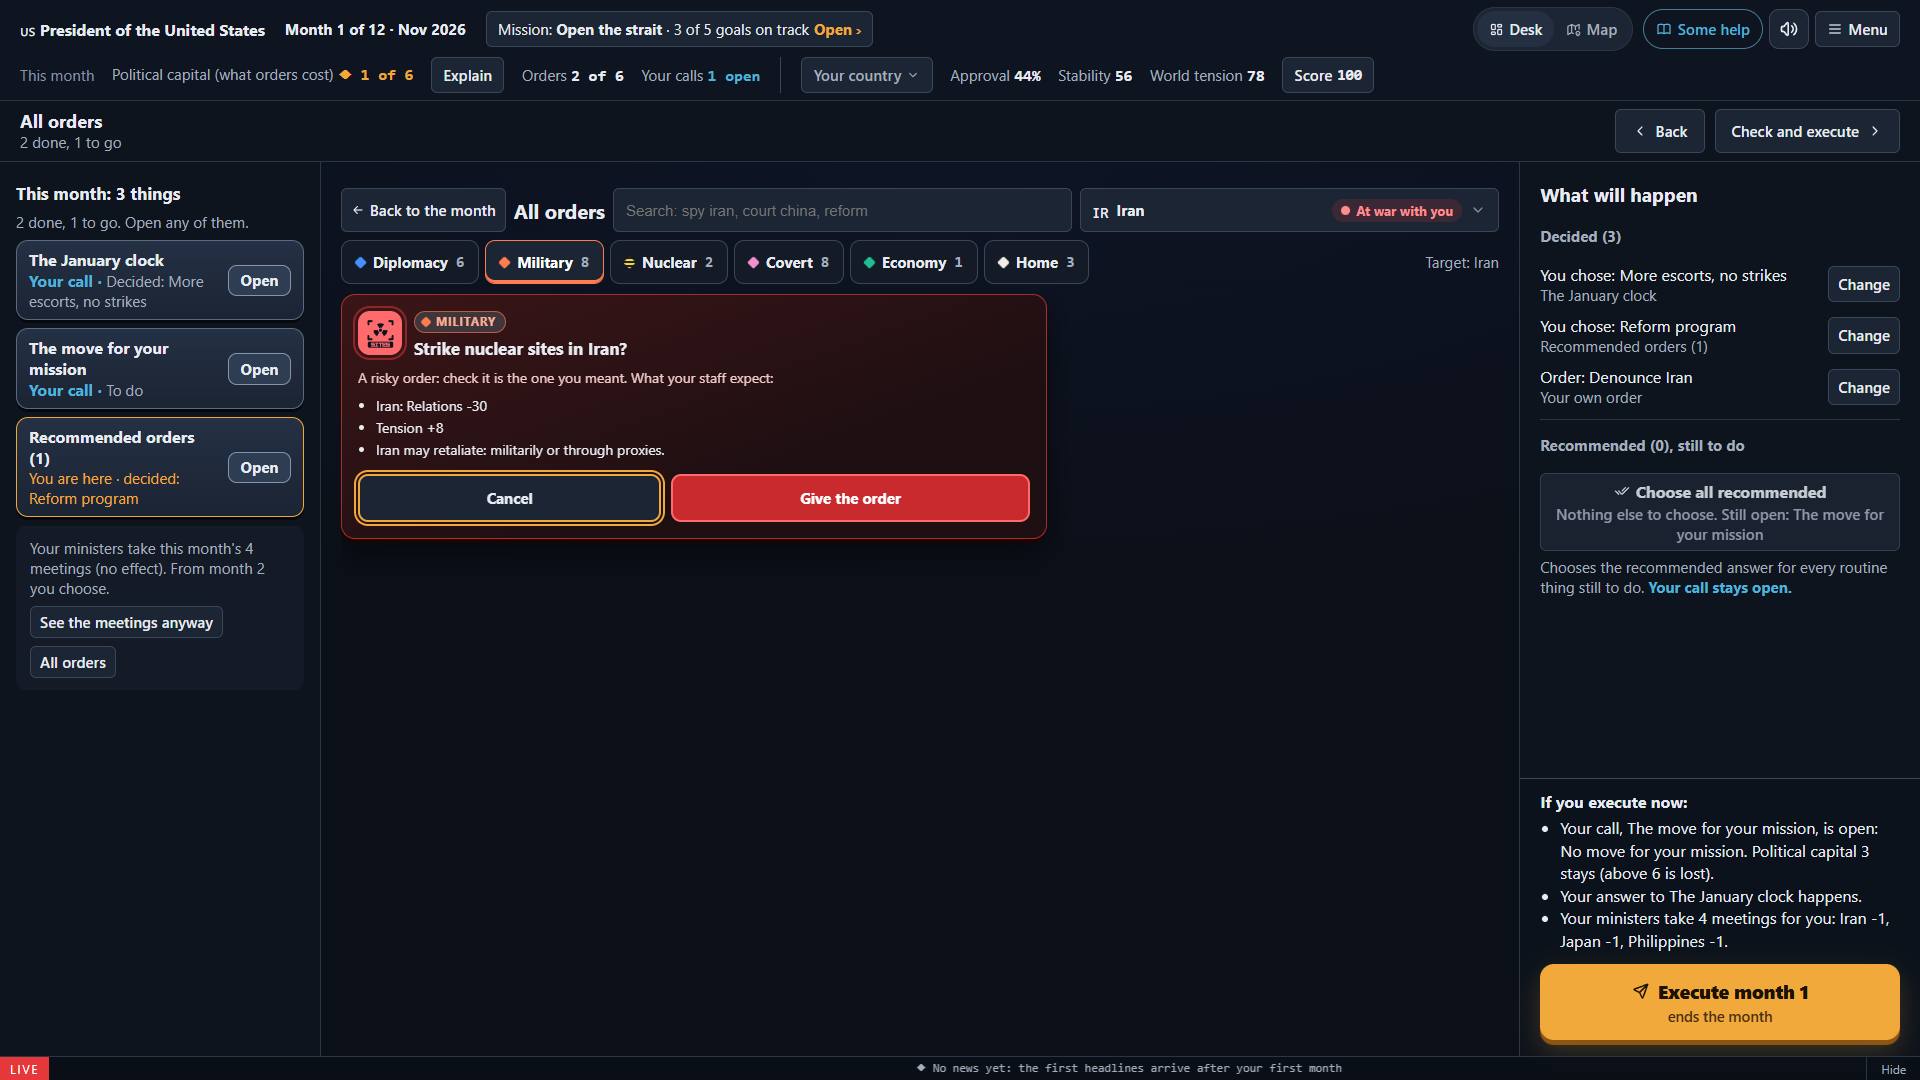 US President of the United States
Month 1 of 12 · Nov 2026
Mission: Open the strait · 3 of 5 goals on track Open ›
Desk
Map
Some help
Menu
This month
Political capital (what orders cost) ◆ 1 of 6
Explain
Orders 2 of 6
Your calls 1 open
Your country
Approval 44%
Stability 56
World tension 78
Score 100
All orders
2 done, 1 to go
Back
Check and execute
This month: 3 things
2 done, 1 to go. Open any of them.
The January clock
Your call · Decided: More
escorts, no strikes
Open
The move for your
mission
Your call · To do
Open
Recommended orders
(1)
You are here · decided:
Reform program
Open
Your ministers take this month's 4
meetings (no effect). From month 2
you choose.
See the meetings anyway
All orders
← Back to the month
All orders
Search: spy iran, court china, reform
IR Iran
At war with you
Diplomacy 6
Military 8
Nuclear 2
Covert 8
Economy 1
Home 3
Target: Iran
SITES
MILITARY
Strike nuclear sites in Iran?
A risky order: check it is the one you meant. What your staff expect:
• Iran: Relations -30
• Tension +8
• Iran may retaliate: militarily or through proxies.
Cancel
Give the order
What will happen
Decided (3)
You chose: More escorts, no strikes
The January clock
Change
You chose: Reform program
Recommended orders (1)
Change
Order: Denounce Iran
Your own order
Change
Recommended (0), still to do
Choose all recommended
Nothing else to choose. Still open: The move for
your mission
Chooses the recommended answer for every routine
thing still to do. Your call stays open.
If you execute now:
• Your call, The move for your mission, is open:
No move for your mission. Political capital 3
stays (above 6 is lost).
• Your answer to The January clock happens.
• Your ministers take 4 meetings for you: Iran -1,
Japan -1, Philippines -1.
Execute month 1
ends the month
LIVE
◆ No news yet: the first headlines arrive after your first month
Hide